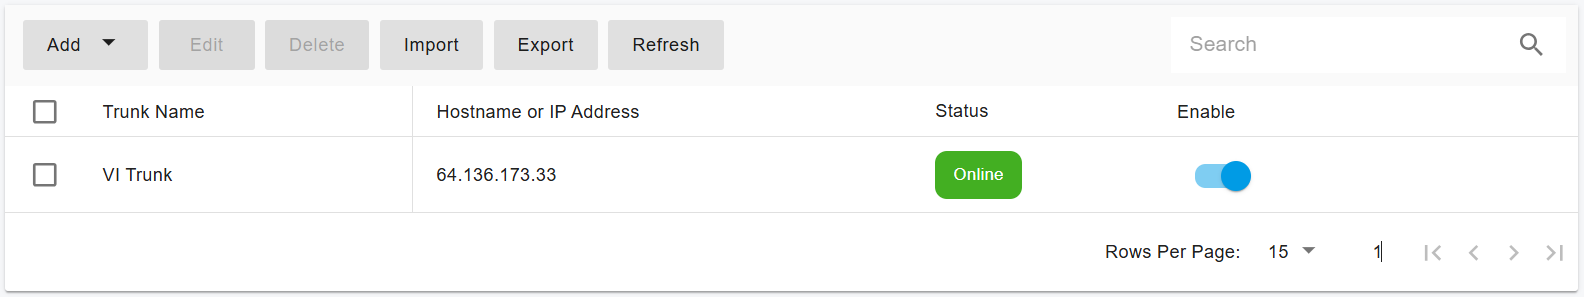 Add Edit Delete Import Export Refresh Search
Trunk Name Hostname or IP Address Status Enable
VI Trunk 64.136.173.33 Online
Rows Per Page: 15 1